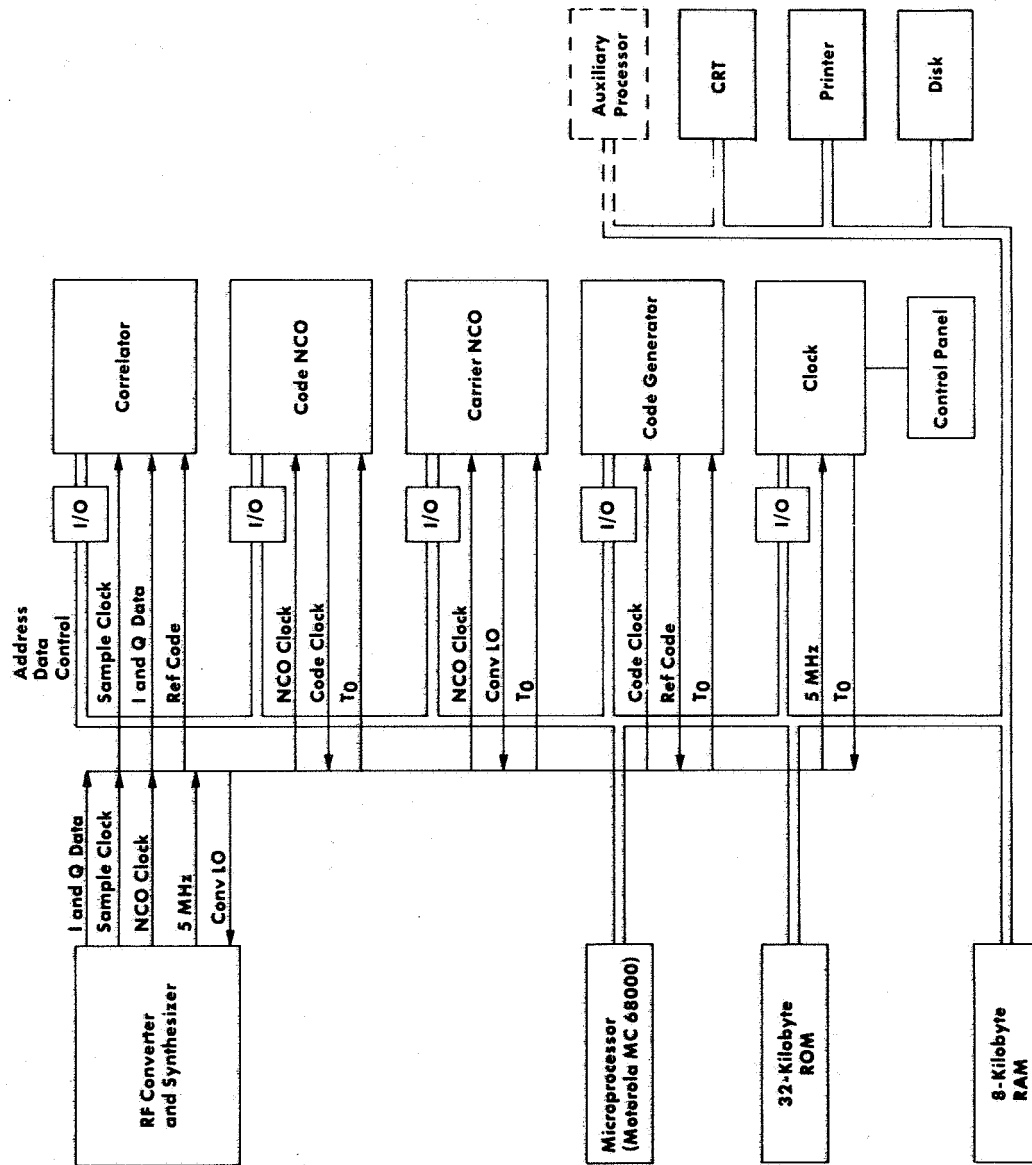 RF Converter
and Synthesizer
I and Q Data
Sample Clock
NCO Clock
5 MHz
Conv LO
Address
Data
Control
Sample Clock
I and Q Data
Ref Code
I/O
Correlator
NCO Clock
Code Clock
T0
I/O
Code NCO
NCO Clock
Conv LO
T0
I/O
Carrier NCO
Code Clock
Ref Code
T0
I/O
Code Generator
5 MHz
T0
I/O
Clock
Control Panel
Microprocessor
(Motorola MC 68000)
32-Kilobyte
ROM
8-Kilobyte
RAM
Auxiliary
Processor
CRT
Printer
Disk